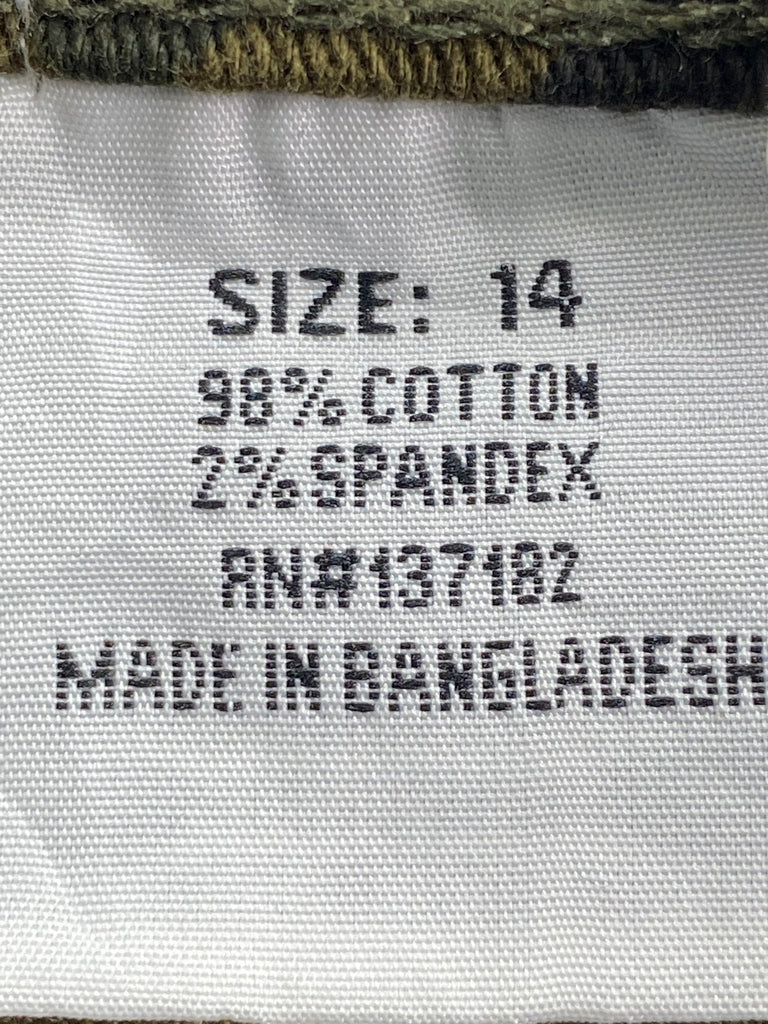 SIZE: 14
98% COTTON
2% SPANDEX
RN#137182
MADE IN BANGLADESH